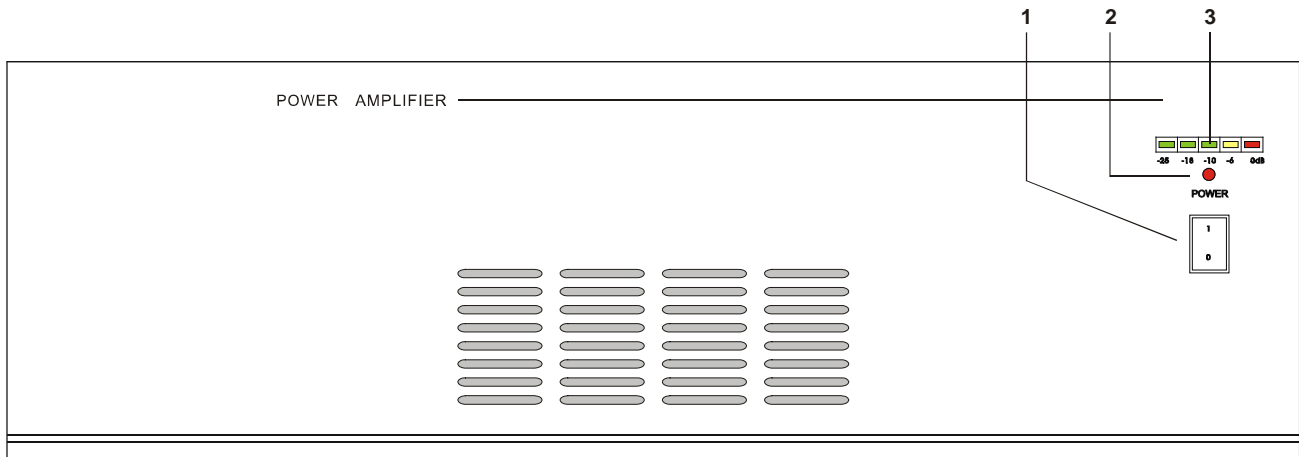 1 2 3
POWER AMPLIFIER
-25 -18 -10 -6 0dB
POWER
1
0